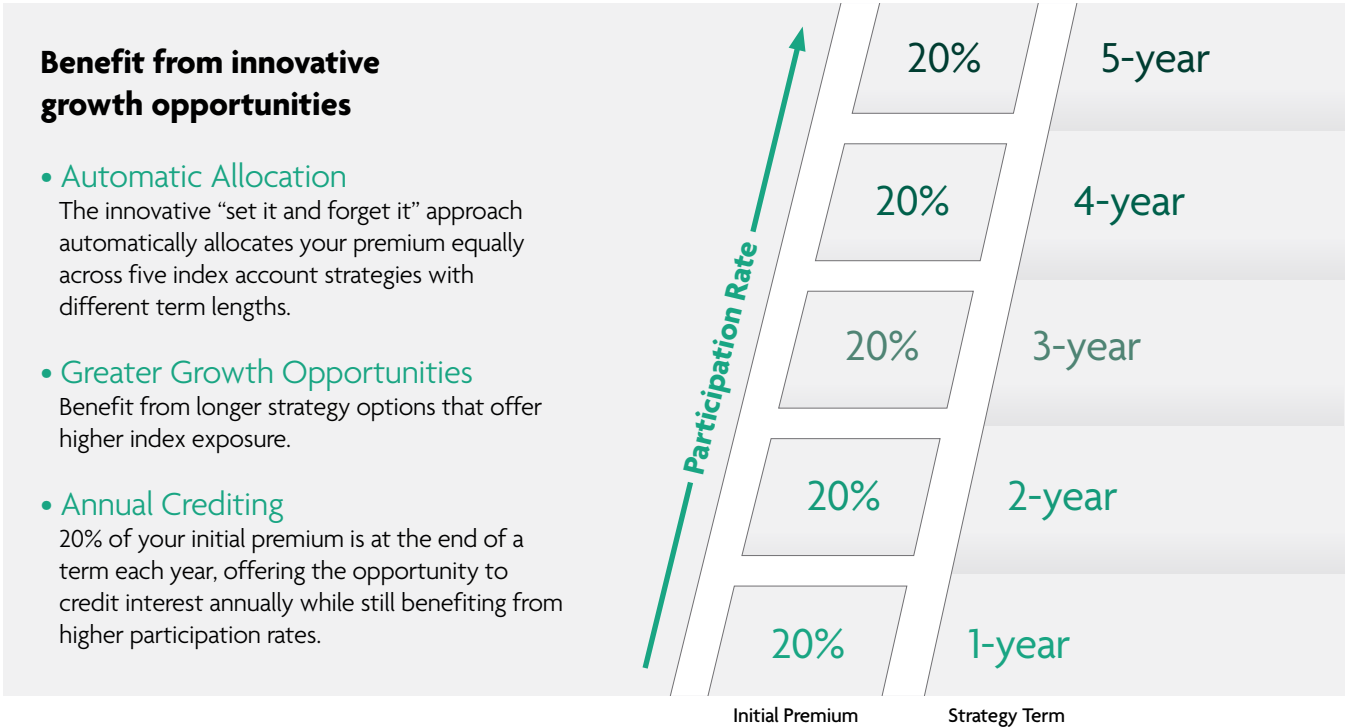 Benefit from innovative
growth opportunities
• Automatic Allocation
The innovative “set it and forget it” approach
automatically allocates your premium equally
across five index account strategies with
different term lengths.
• Greater Growth Opportunities
Benefit from longer strategy options that offer
higher index exposure.
• Annual Crediting
20% of your initial premium is at the end of a
term each year, offering the opportunity to
credit interest annually while still benefiting from
higher participation rates.
Participation Rate
20% 5-year
20% 4-year
20% 3-year
20% 2-year
20% 1-year
Initial Premium Strategy Term